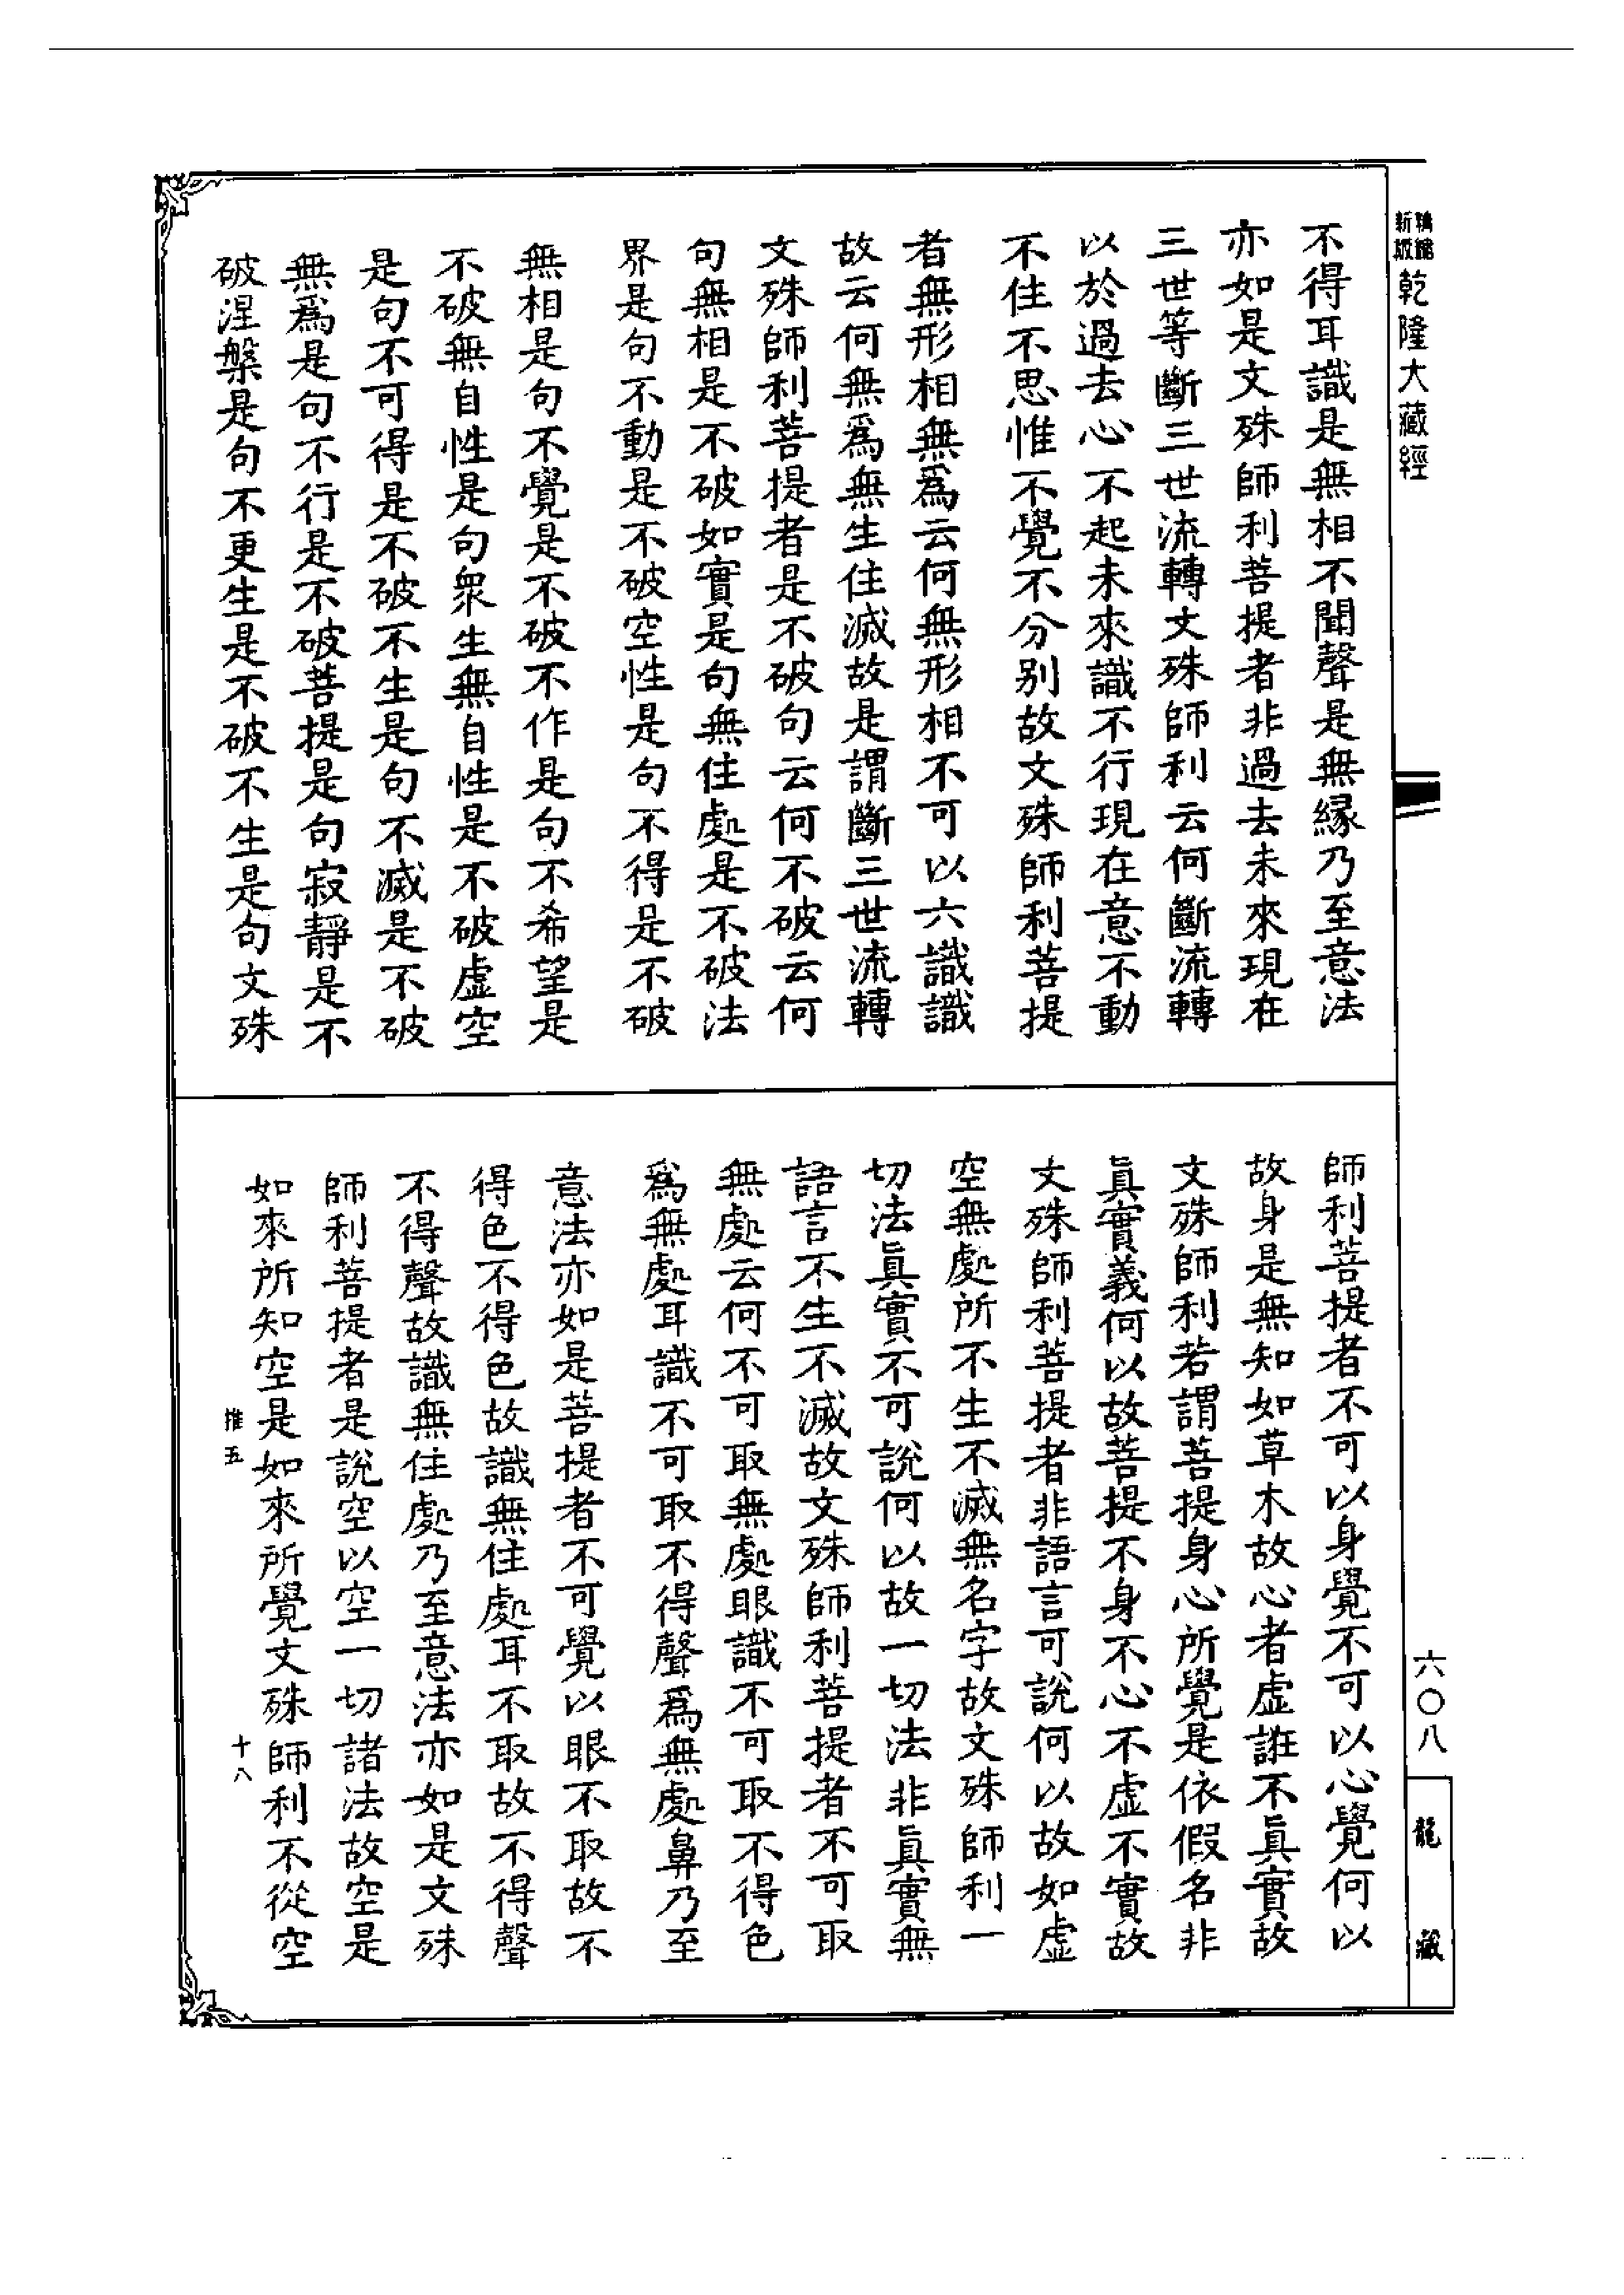 新版
乾隆大藏經
不得耳識是無相不聞聲是無緣乃至意法
亦如是文殊師利菩提者非過去未來現在
三世等斷三世流轉文殊師利云何斷流轉
以於過去心不起未來識不行現在意不動
不住不思惟不覺不分別故文殊師利菩提
者無形相無為云何無形相不可以六識識
故云何無為無生住滅故是謂斷三世流轉
文殊師利菩提者是不破句云何不破云何
句無相是不破如實是句無住處是不破法
界是句不動是不破空性是句不得是不破
無相是句不覺是不破不作是句不希望是
不破無自性是句衆生無自性是不破虛空
是句不可得是不破不生是句不滅是不破
無為是句不行是不破菩提是句寂靜是不
破涅槃是句不更生是不破不生是句文殊
師利菩提者不可以身覺不可以心覺何以
故身是無知如草木故心者虛誑不真實故
文殊師利若謂菩提身心所覺是依假名非
真實義何以故菩提不身不心不虛不實故
文殊師利菩提者非語言可說何以故如虛
空無處所不生不滅無名字故文殊師利一
切法真實不可說何以故一切法非真實無
語言不生不滅故文殊師利菩提者不可取
無處云何不可取無處眼識不可取不得色
為無處耳識不可取不得聲為無處鼻乃至
意法亦如是菩提者不可覺以眼不取故不
得色不得色故識無住處耳不取故不得聲
不得聲故識無住處乃至意法亦如是文殊
師利菩提者是說空以空一切諸法故空是
如來所知空是如來所覺文殊師利不從空
推五
十八
六〇八
龍藏